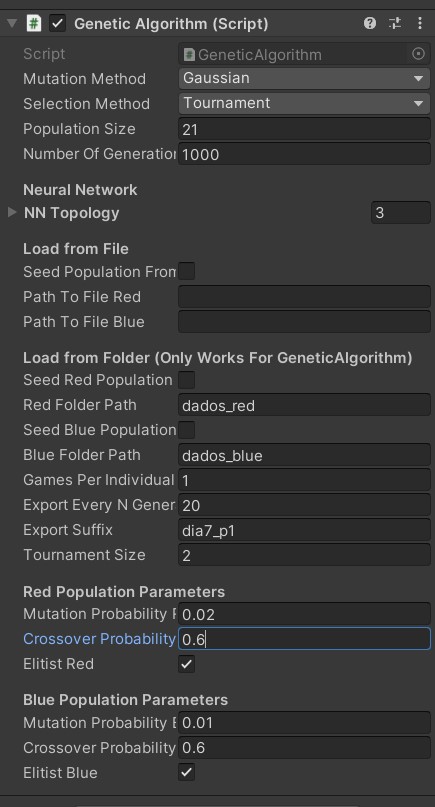 Genetic Algorithm (Script)
Script GeneticAlgorithm
Mutation Method Gaussian
Selection Method Tournament
Population Size 21
Number Of Generation 1000
Neural Network
NN Topology 3
Load from File
Seed Population From
Path To File Red
Path To File Blue
Load from Folder (Only Works For GeneticAlgorithm)
Seed Red Population
Red Folder Path dados_red
Seed Blue Population
Blue Folder Path dados_blue
Games Per Individual 1
Export Every N Gener 20
Export Suffix dia7_p1
Tournament Size 2
Red Population Parameters
Mutation Probability 0.02
Crossover Probability 0.6
Elitist Red
Blue Population Parameters
Mutation Probability 0.01
Crossover Probability 0.6
Elitist Blue